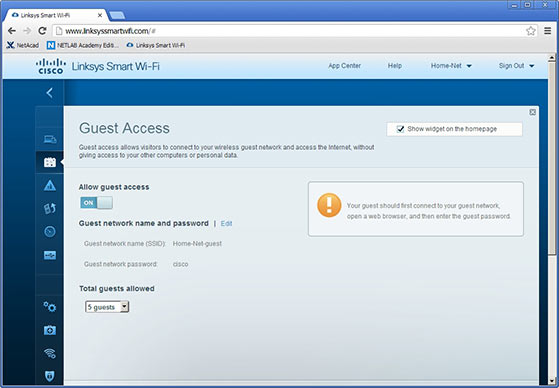 Linksys Smart Wi-Fi
www.linksyssmartwifi.com/#
NetAcad
NETLAB Academy Editi...
Linksys Smart Wi-Fi
CISCO
Linksys Smart Wi-Fi
App Center
Help
Home-Net
Sign Out
Guest Access
Show widget on the homepage
Guest access allows visitors to connect to your wireless guest network and access the Internet, without
giving access to your other computers or personal data.
Allow guest access
ON
Your guest should first connect to your guest network,
open a web browser, and then enter the guest password.
Guest network name and password | Edit
Guest network name (SSID): Home-Net-guest
Guest network password: cisco
Total guests allowed
5 guests